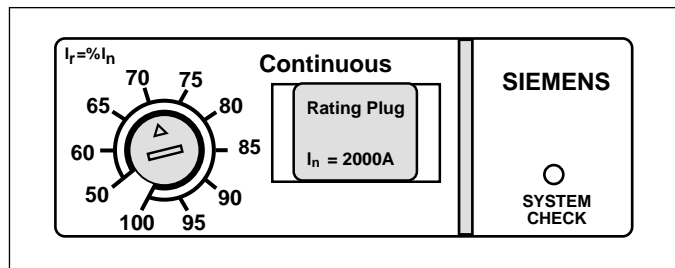 Ir=%In
Continuous
70
75
65
80
60
85
50
90
100
95
Rating Plug
In = 2000A
SIEMENS
SYSTEM
CHECK